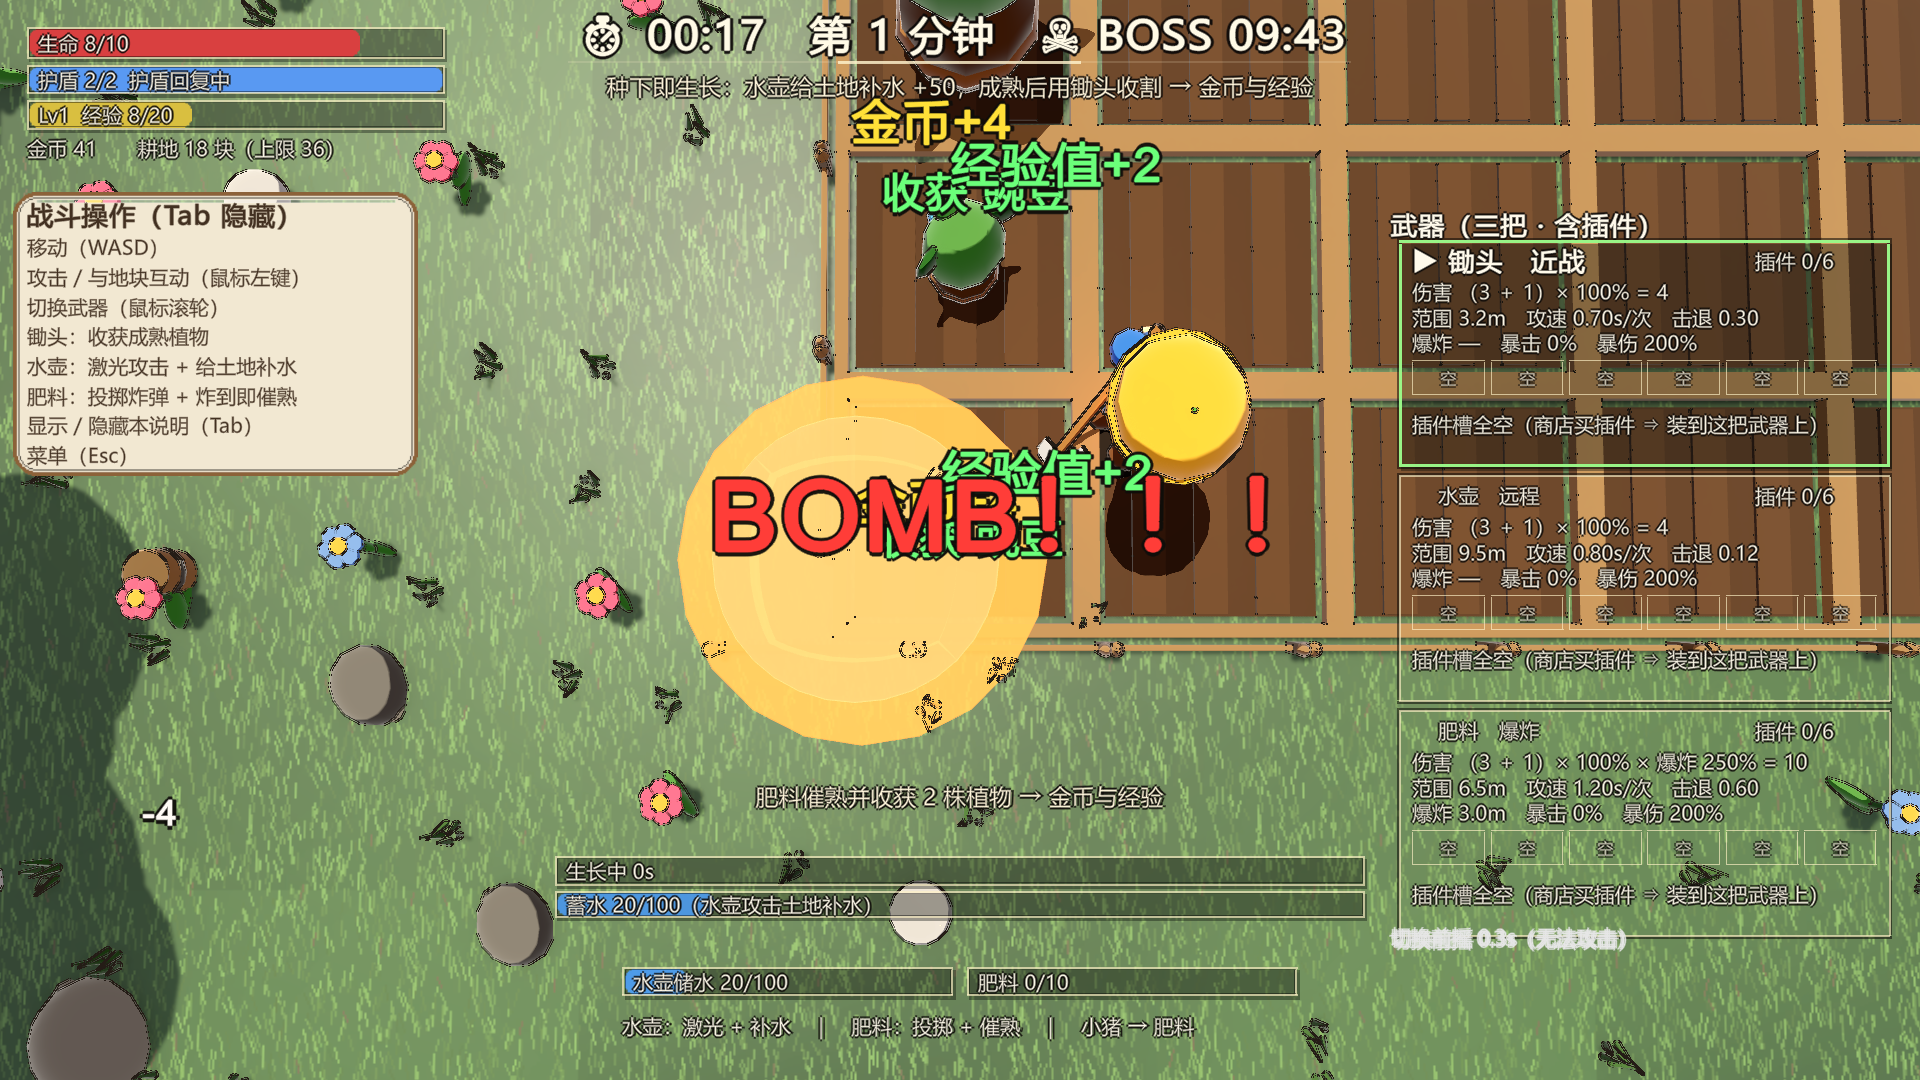 生命 8/10
护盾 2/2 护盾回复中
Lv1 经验 8/20
金币 41 耕地 18 块（上限 36）
00:17 第 1 分钟 BOSS 09:43
种下即生长：水壶给土地补水 +50，成熟后用锄头收割 → 金币与经验
金币+4
经验值+2
收获 豌豆
战斗操作（Tab 隐藏）
移动（WASD）
攻击 / 与地块互动（鼠标左键）
切换武器（鼠标滚轮）
锄头：收获成熟植物
水壶：激光攻击 + 给土地补水
肥料：投掷炸弹 + 炸到即催熟
显示 / 隐藏本说明（Tab）
菜单（Esc）
经验值+2
BOMB！！！
-4
肥料催熟并收获 2 株植物 → 金币与经验
生长中 0s
蓄水 20/100（水壶攻击土地补水）
水壶储水 20/100
肥料 0/10
水壶：激光 + 补水 | 肥料：投掷 + 催熟 | 小猪 → 肥料
武器（三把 · 含插件）
▶ 锄头 近战 插件 0/6
伤害 （3 + 1）× 100% = 4
范围 3.2m 攻速 0.70s/次 击退 0.30
爆炸 — 暴击 0% 暴伤 200%
空 空 空 空 空 空
插件槽全空（商店买插件 ⇒ 装到这把武器上）
水壶 远程 插件 0/6
伤害 （3 + 1）× 100% = 4
范围 9.5m 攻速 0.80s/次 击退 0.12
爆炸 — 暴击 0% 暴伤 200%
空 空 空 空 空 空
插件槽全空（商店买插件 ⇒ 装到这把武器上）
肥料 爆炸 插件 0/6
伤害 （3 + 1）× 100% × 爆炸 250% = 10
范围 6.5m 攻速 1.20s/次 击退 0.60
爆炸 3.0m 暴击 0% 暴伤 200%
空 空 空 空 空 空
插件槽全空（商店买插件 ⇒ 装到这把武器上）
切换前摇 0.3s（无法攻击）